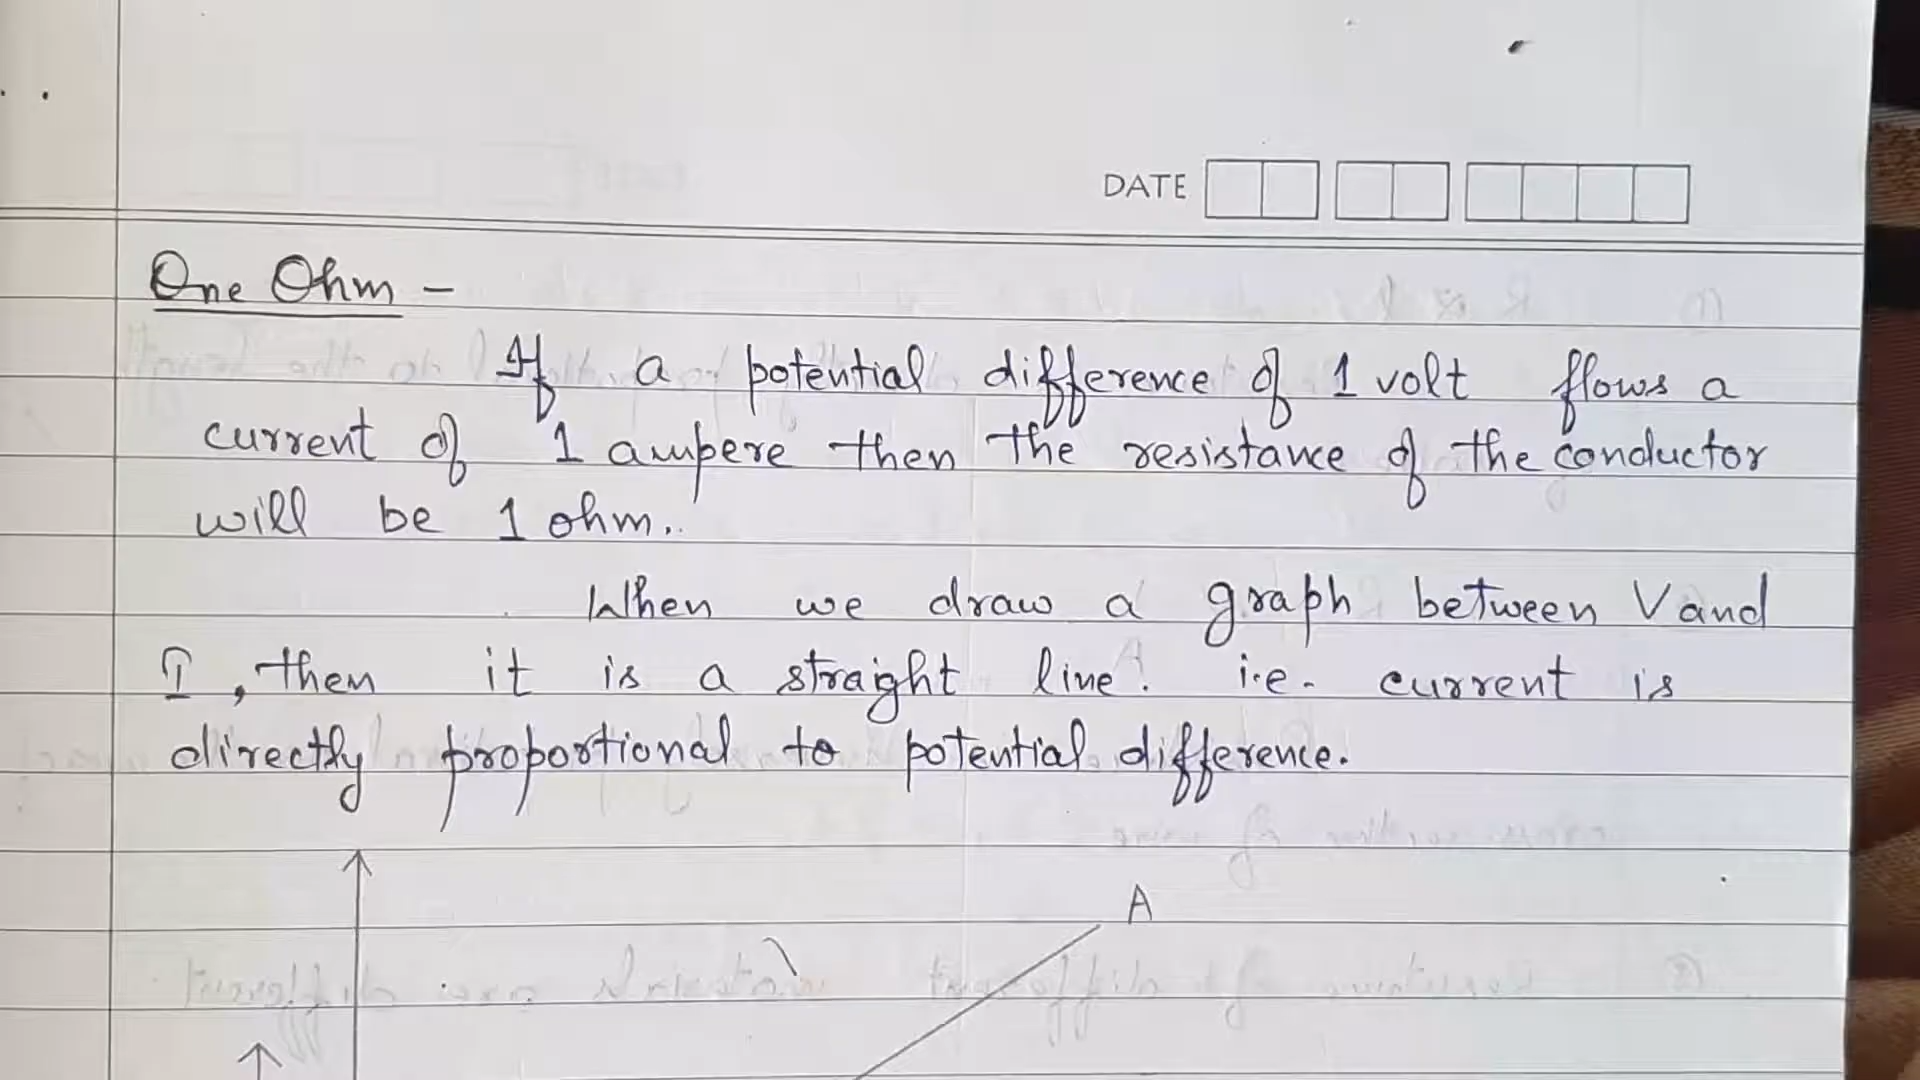 DATE
One Ohm -
If a potential difference of 1 volt flows a
current of 1 ampere then the resistance of the conductor
will be 1 ohm.
When we draw a graph between V and
I, then it is a straight line. i.e. current is
directly proportional to potential difference.
A